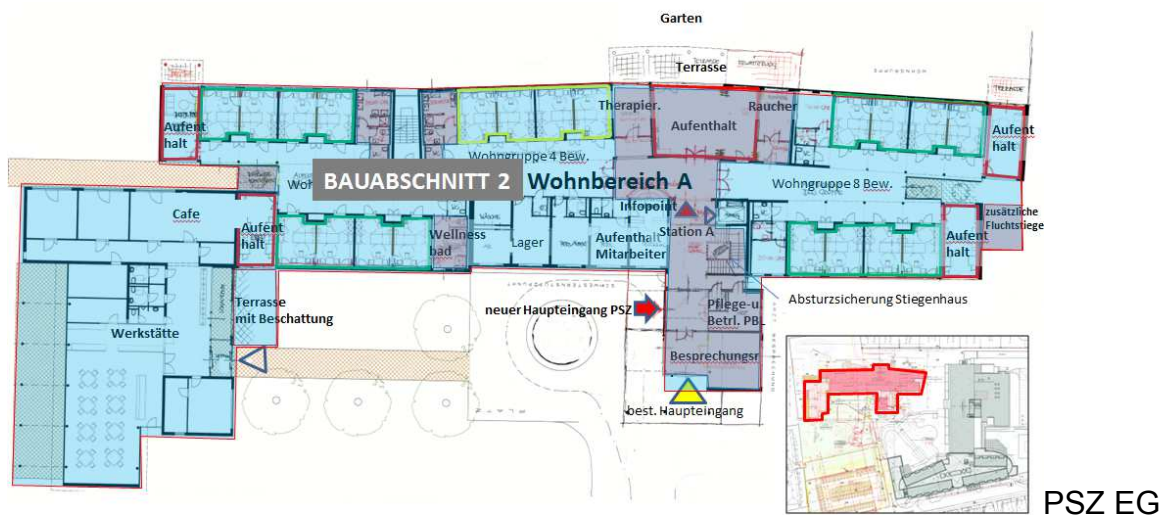 Garten
Terrasse
Therapier.
Raucher
Aufenthalt
Aufent
halt
Aufent
halt
Wohngruppe 4 Bew.
BAUABSCHNITT 2
Wohnbereich A
Wohngruppe 8 Bew.
Cafe
Infopoint
zusätzliche
Fluchtstiege
Aufent
halt
Wellness
bad
Lager
Aufenthalt
Mitarbeiter
Station A
Aufent
halt
Absturzsicherung Stiegenhaus
Terrasse
mit Beschattung
neuer Haupteingang PSZ
Pflege-u.
Betrl. PB.
Werkstätte
Besprechungsr
best. Haupteingang
PSZ EG